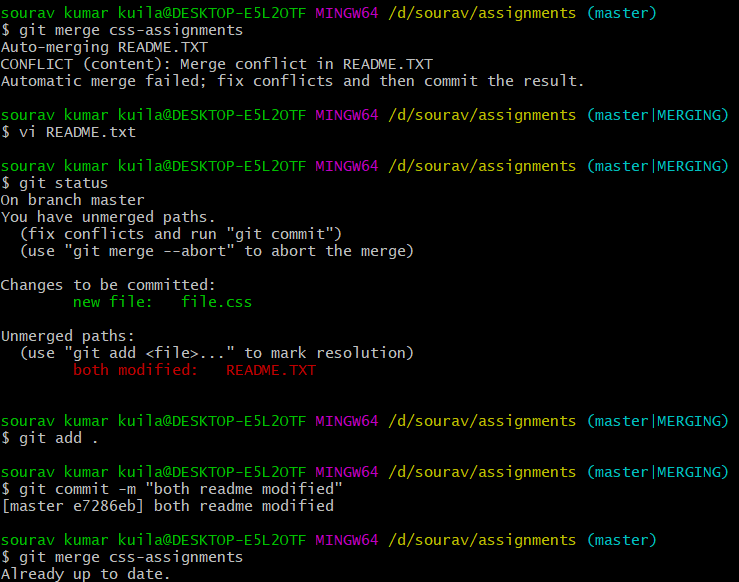 sourav kumar kuila@DESKTOP-E5L2OTF MINGW64 /d/sourav/assignments (master)
$ git merge css-assignments
Auto-merging README.TXT
CONFLICT (content): Merge conflict in README.TXT
Automatic merge failed; fix conflicts and then commit the result.
sourav kumar kuila@DESKTOP-E5L2OTF MINGW64 /d/sourav/assignments (master|MERGING)
$ vi README.txt
sourav kumar kuila@DESKTOP-E5L2OTF MINGW64 /d/sourav/assignments (master|MERGING)
$ git status
On branch master
You have unmerged paths.
  (fix conflicts and run "git commit")
  (use "git merge --abort" to abort the merge)
Changes to be committed:
        new file:   file.css
Unmerged paths:
  (use "git add <file>..." to mark resolution)
        both modified:   README.TXT
sourav kumar kuila@DESKTOP-E5L2OTF MINGW64 /d/sourav/assignments (master|MERGING)
$ git add .
sourav kumar kuila@DESKTOP-E5L2OTF MINGW64 /d/sourav/assignments (master|MERGING)
$ git commit -m "both readme modified"
[master e7286eb] both readme modified
sourav kumar kuila@DESKTOP-E5L2OTF MINGW64 /d/sourav/assignments (master)
$ git merge css-assignments
Already up to date.